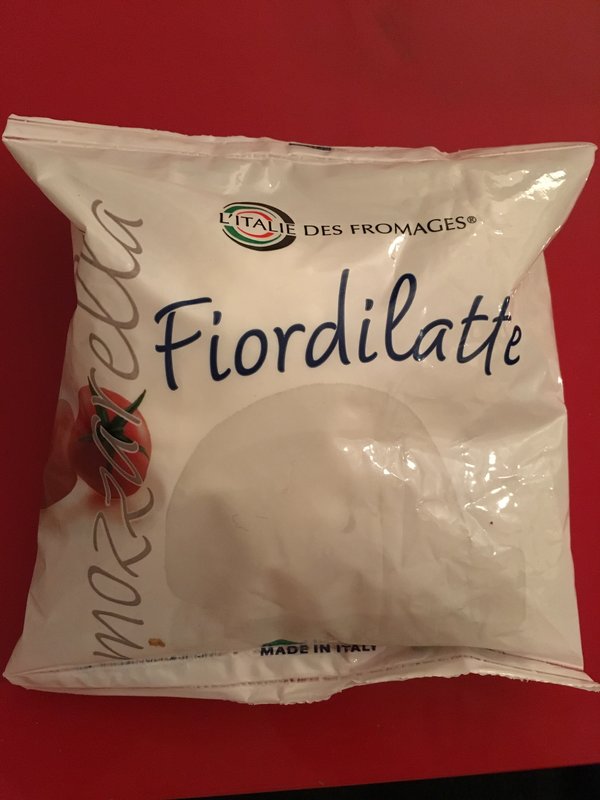 L'ITALIE DES FROMAGES®
Fiordilatte
mozzarella
MADE IN ITALY